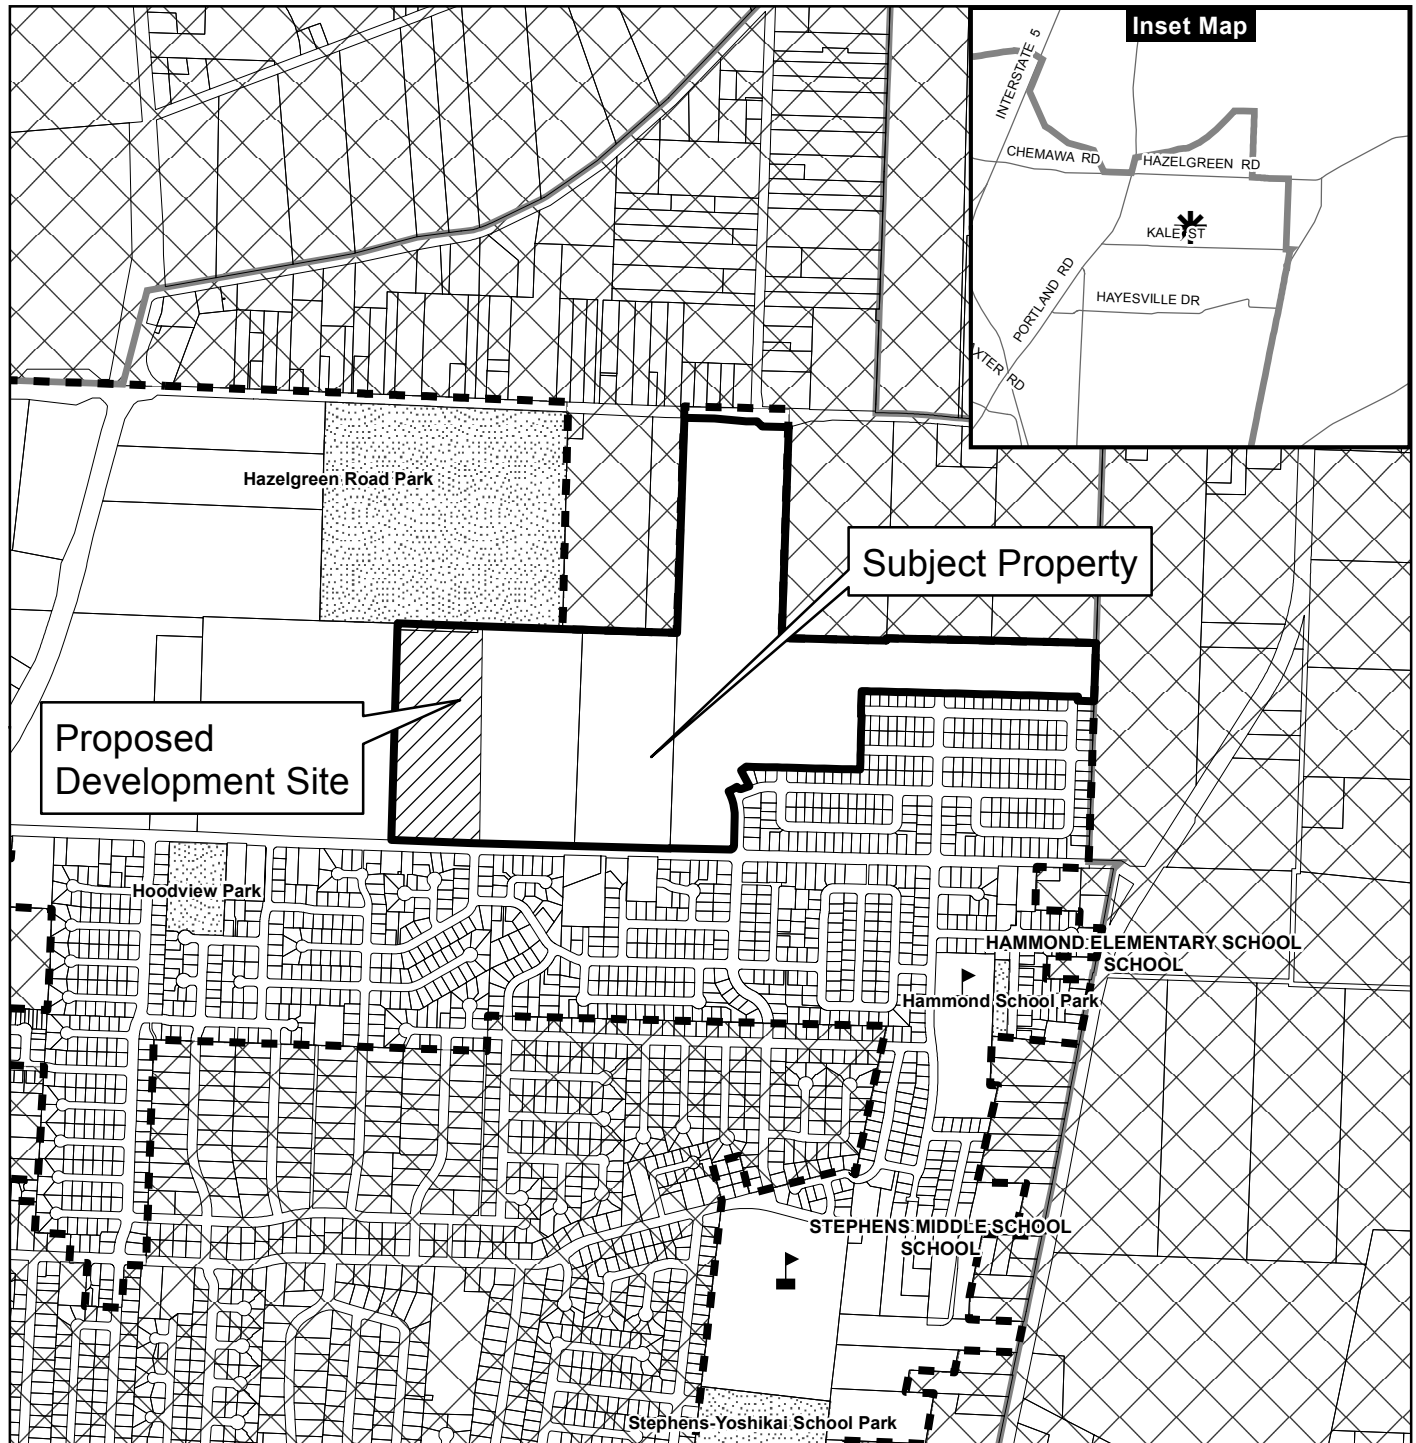 Inset Map
INTERSTATE 5
CHEMAWA RD
HAZELGREEN RD
KALE ST
PORTLAND RD
HAYESVILLE DR
AXTER RD
Hazelgreen Road Park
Subject Property
Proposed
Development Site
Hoodview Park
HAMMOND ELEMENTARY SCHOOL
SCHOOL
Hammond School Park
STEPHENS MIDDLE SCHOOL
SCHOOL
Stephens-Yoshikai School Park